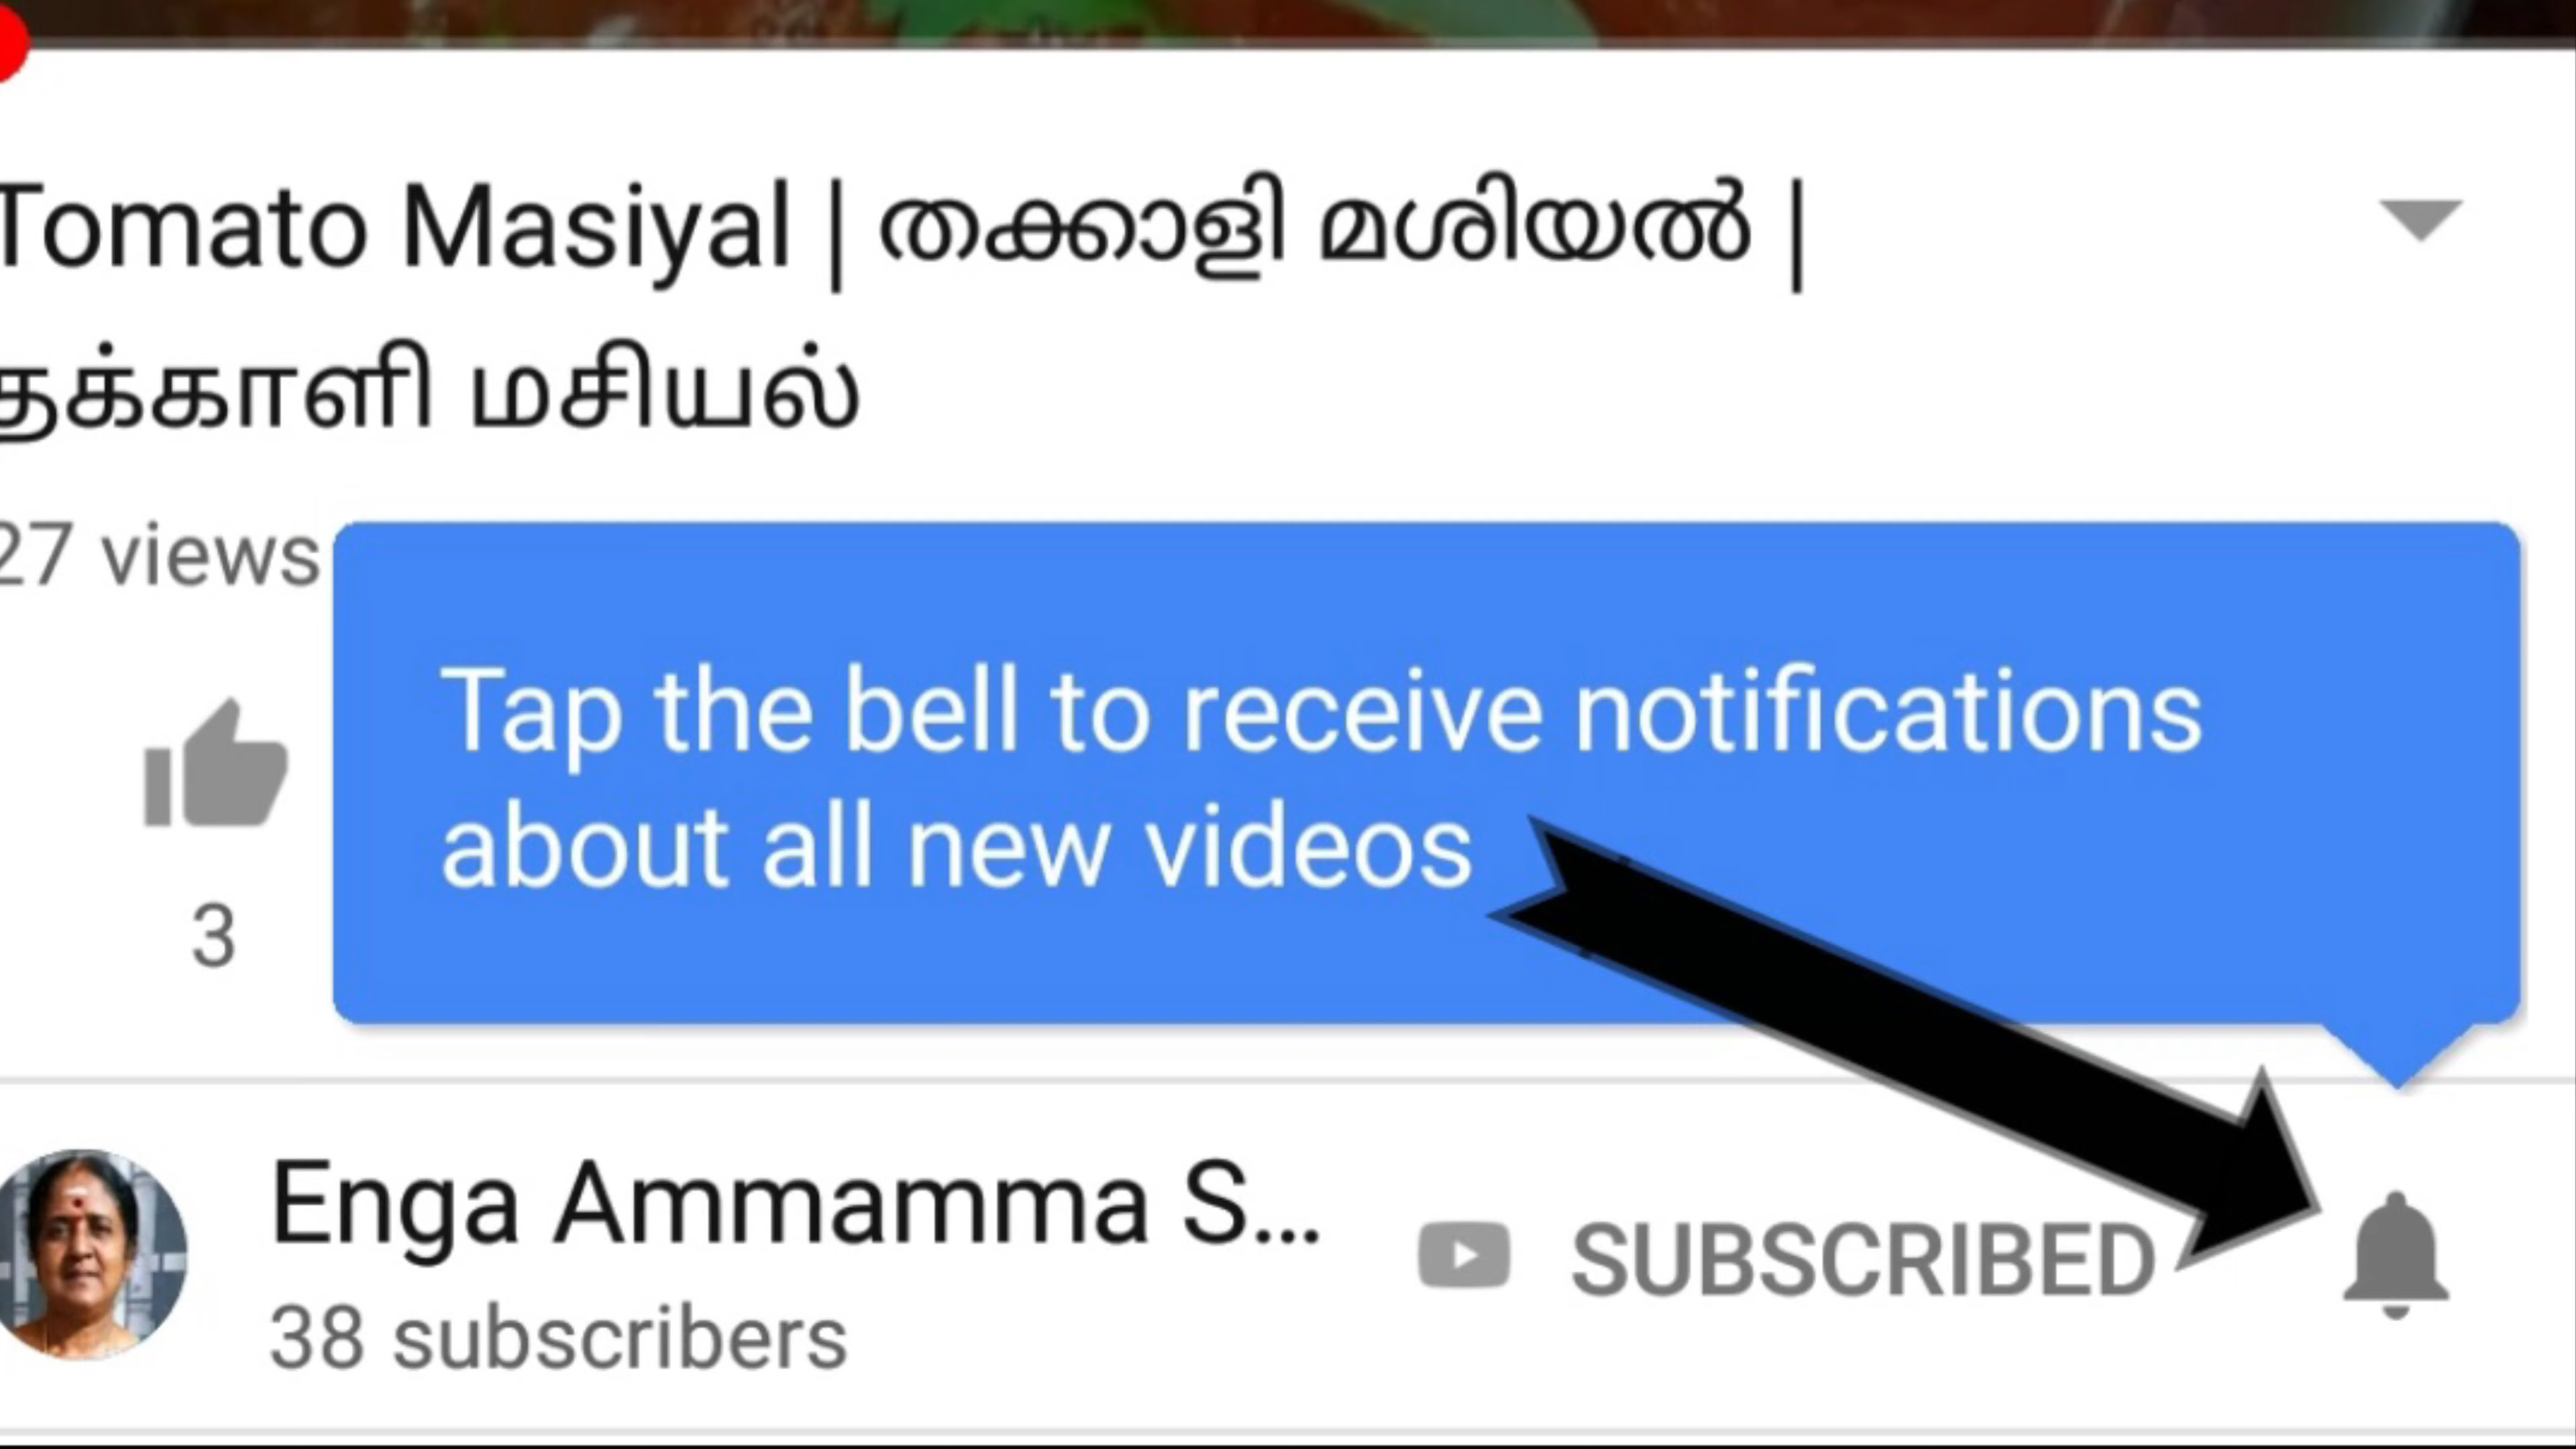 Tomato Masiyal | തക്കാളി മശിയൽ |
தக்காளி மசியல்
27 views
Tap the bell to receive notifications
about all new videos
3
Enga Ammamma S...
SUBSCRIBED
38 subscribers